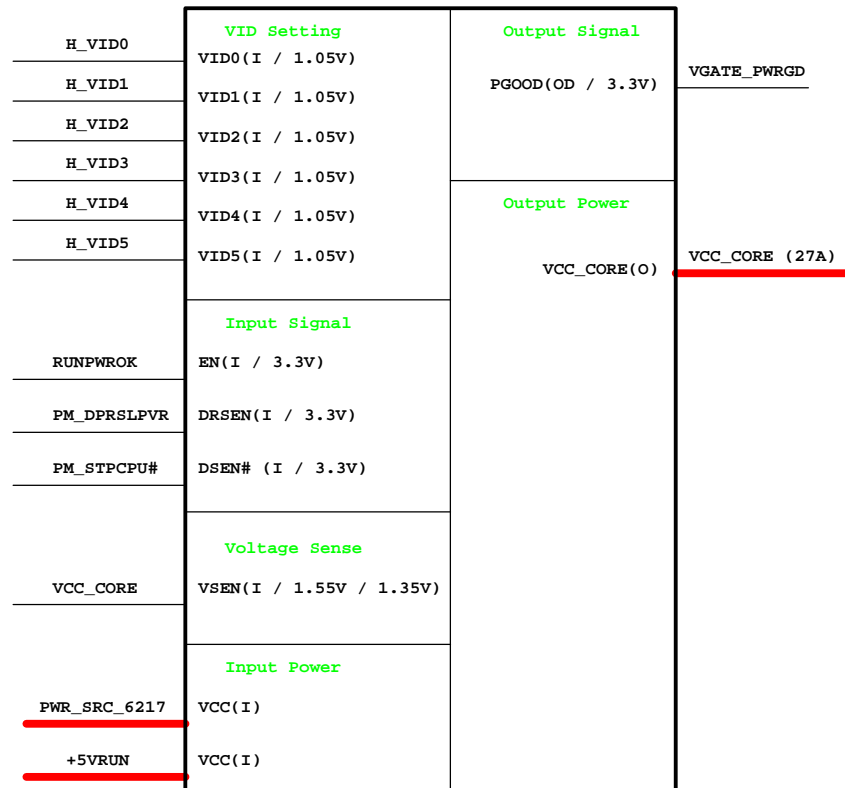 VID Setting
H_VID0
VID0(I / 1.05V)
H_VID1
VID1(I / 1.05V)
H_VID2
VID2(I / 1.05V)
H_VID3
VID3(I / 1.05V)
H_VID4
VID4(I / 1.05V)
H_VID5
VID5(I / 1.05V)
Input Signal
RUNPWROK
EN(I / 3.3V)
PM_DPRSLPVR
DRSEN(I / 3.3V)
PM_STPCPU#
DSEN# (I / 3.3V)
Voltage Sense
VCC_CORE
VSEN(I / 1.55V / 1.35V)
Input Power
PWR_SRC_6217
VCC(I)
+5VRUN
VCC(I)
Output Signal
PGOOD(OD / 3.3V)
VGATE_PWRGD
Output Power
VCC_CORE(O)
VCC_CORE (27A)